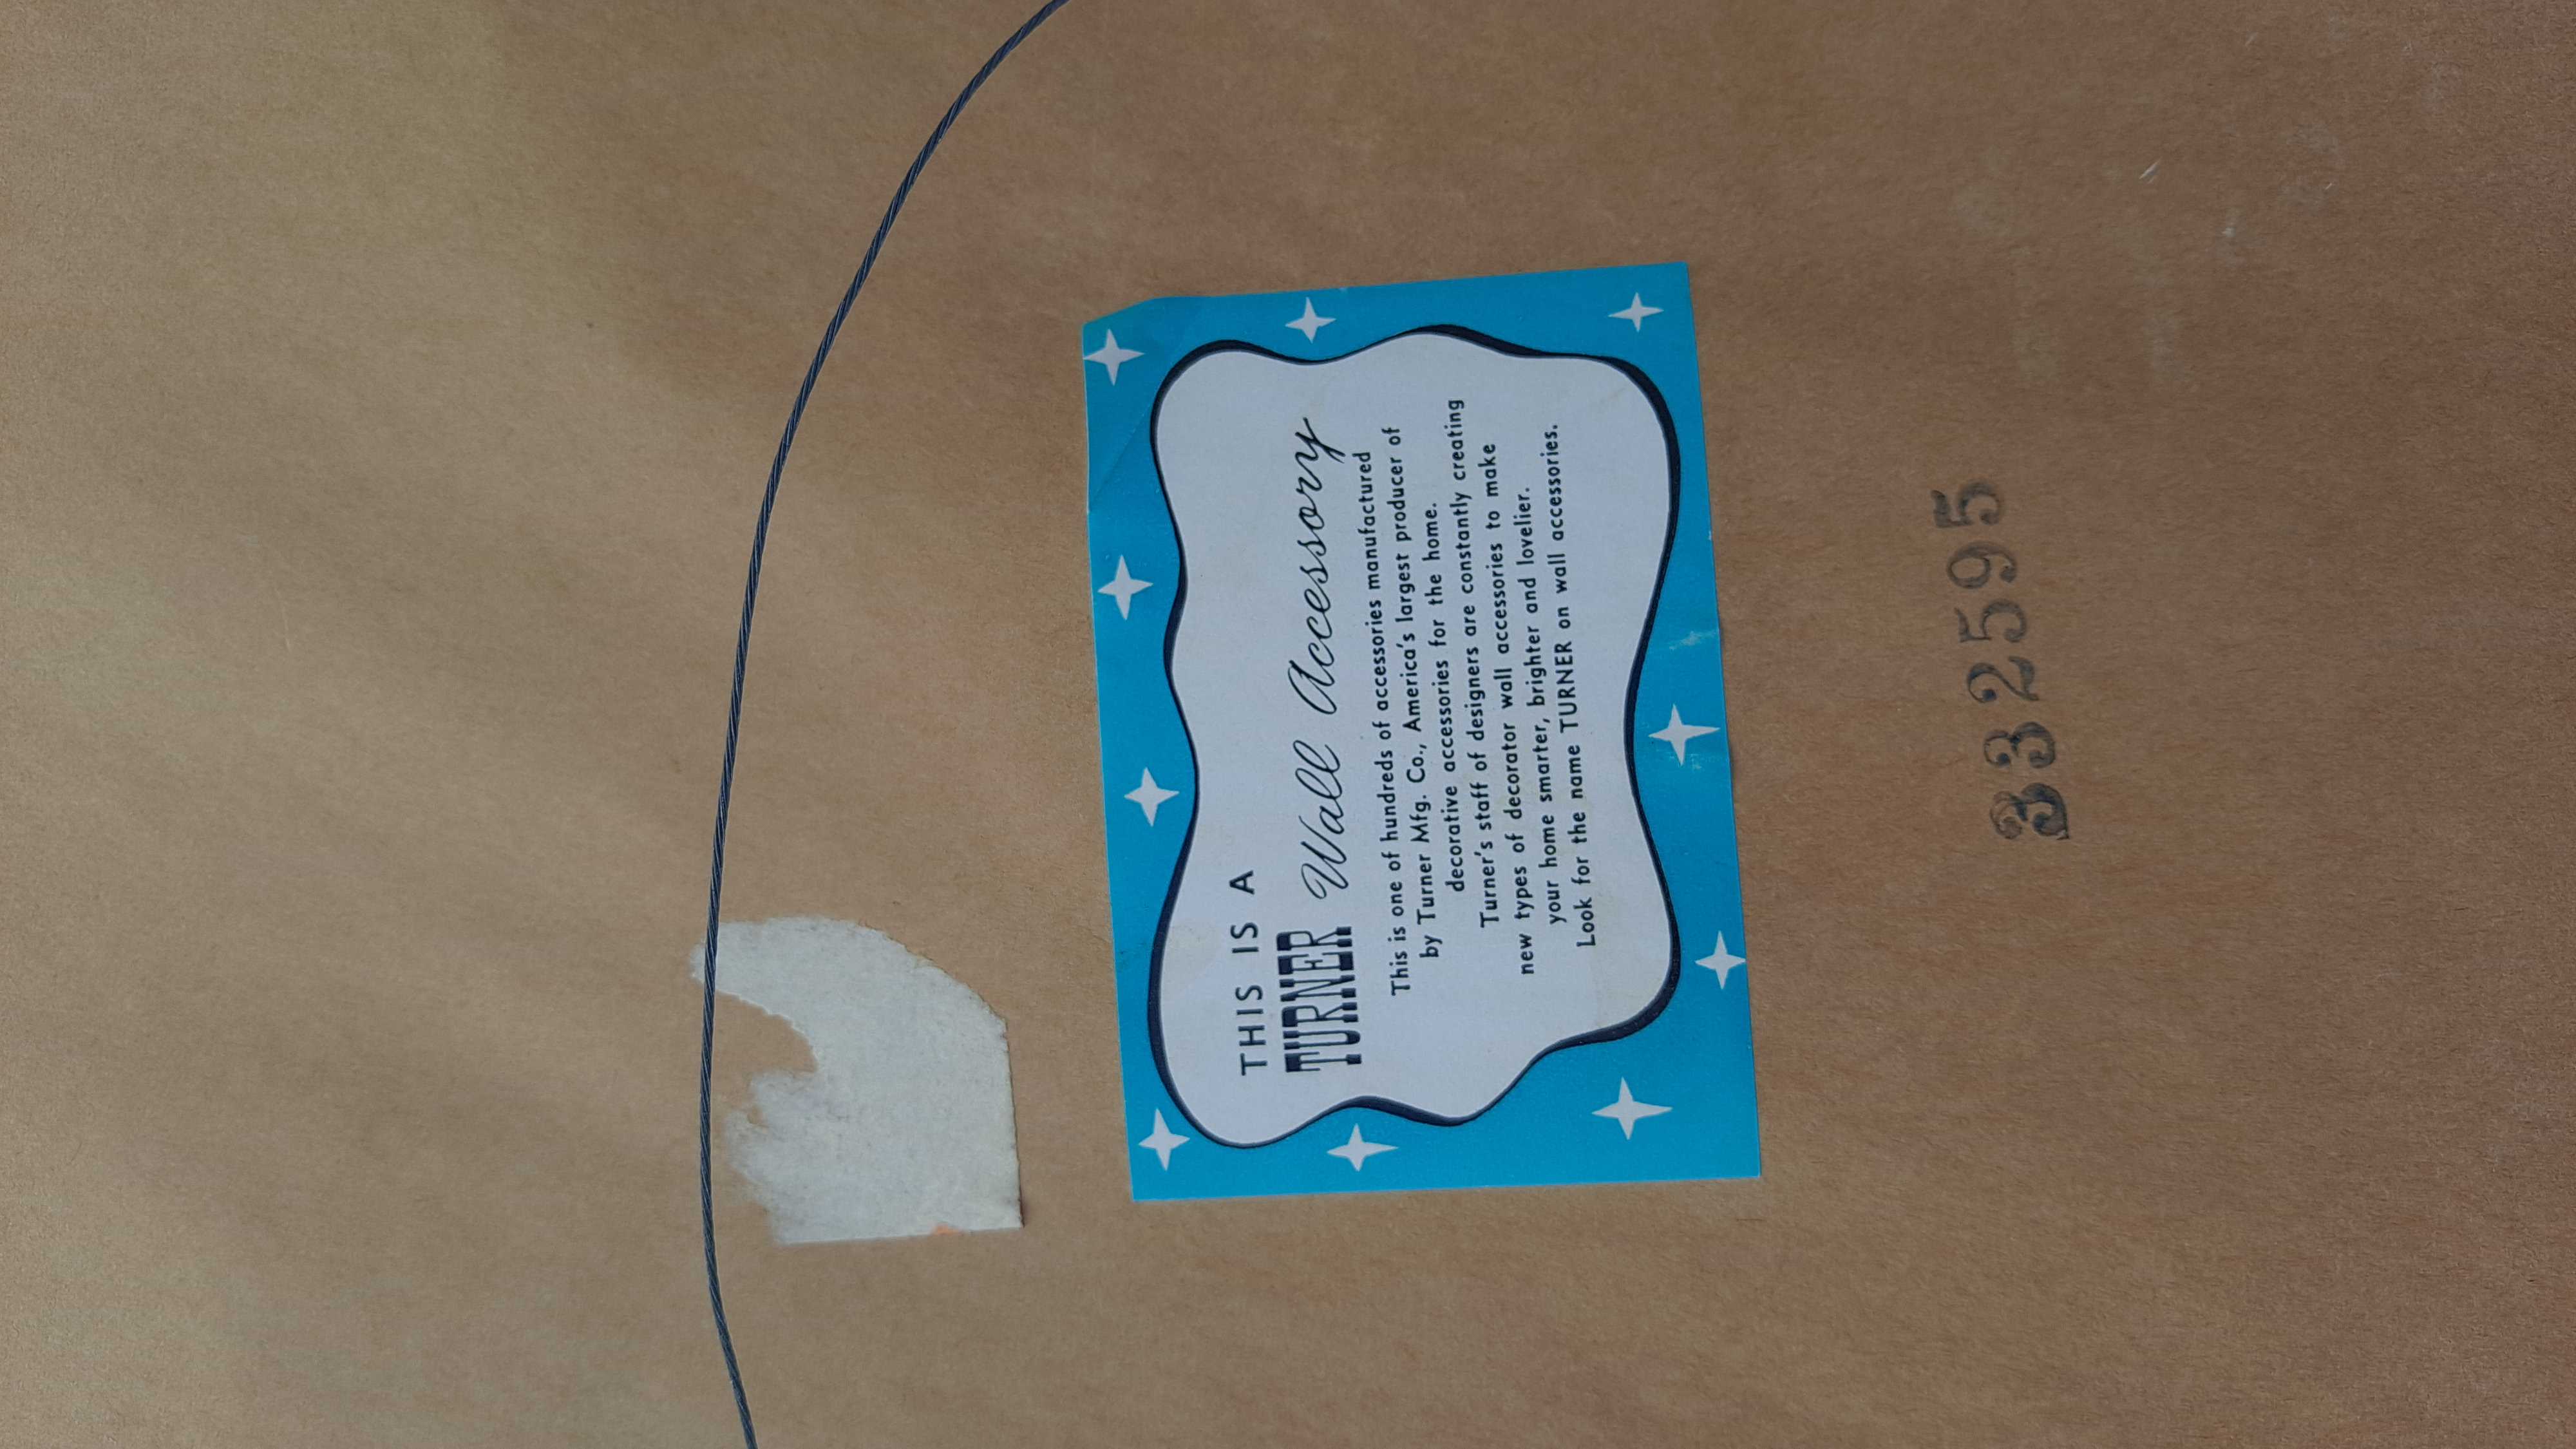 THIS IS A
TURNER Wall Accessory
This is one of hundreds of accessories manufactured
by Turner Mfg. Co., America's largest producer of
decorative accessories for the home.
Turner's staff of designers are constantly creating
new types of decorator wall accessories to make
your home smarter, brighter and lovelier.
Look for the name TURNER on wall accessories.
332595